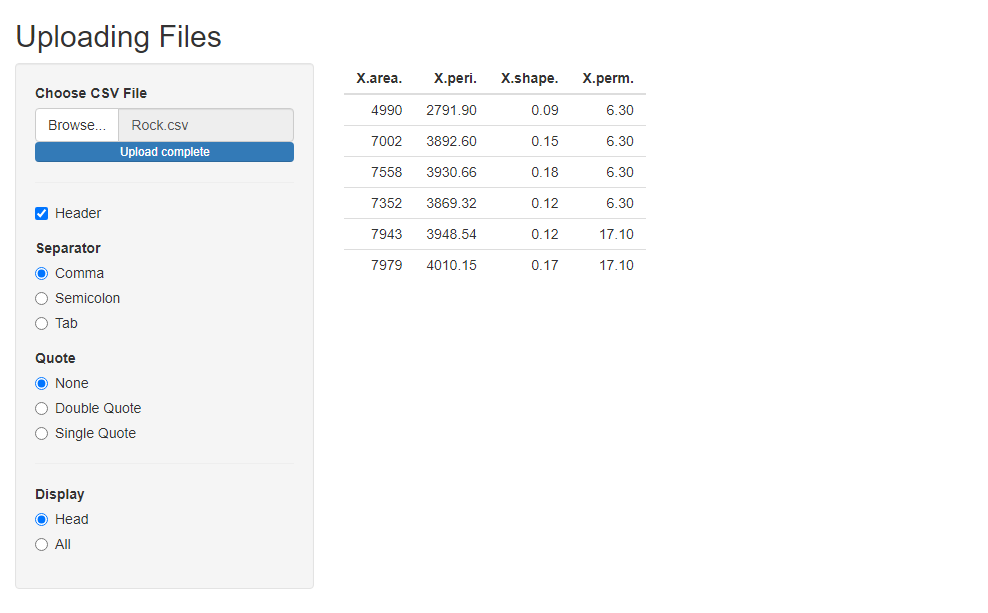 Uploading Files
Choose CSV File
Browse... Rock.csv
Upload complete
Header
Separator
Comma
Semicolon
Tab
Quote
None
Double Quote
Single Quote
Display
Head
All
X.area. X.peri. X.shape. X.perm.
4990 2791.90 0.09 6.30
7002 3892.60 0.15 6.30
7558 3930.66 0.18 6.30
7352 3869.32 0.12 6.30
7943 3948.54 0.12 17.10
7979 4010.15 0.17 17.10